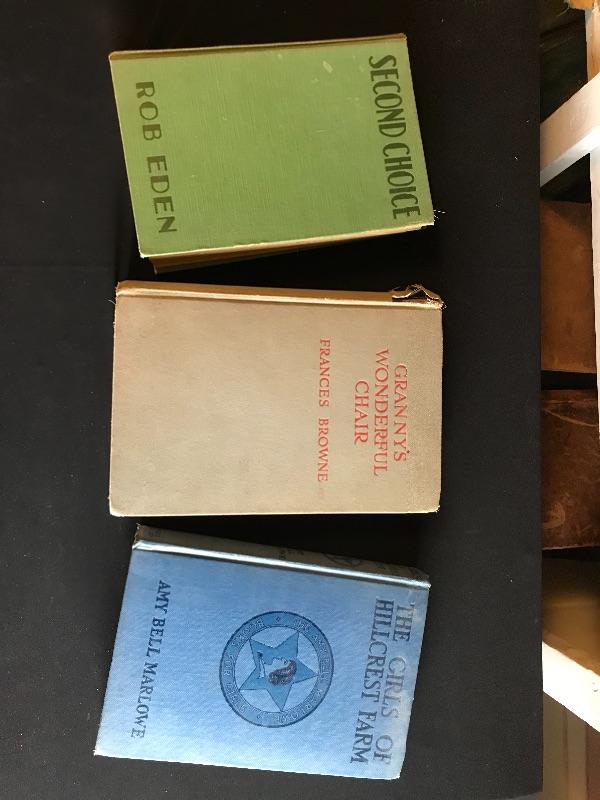 SECOND CHOICE
ROB EDEN
GRANNY'S
WONDERFUL
CHAIR
FRANCES BROWNE
THE GIRLS OF
HILLCREST FARM
AMY BELL MARLOWE